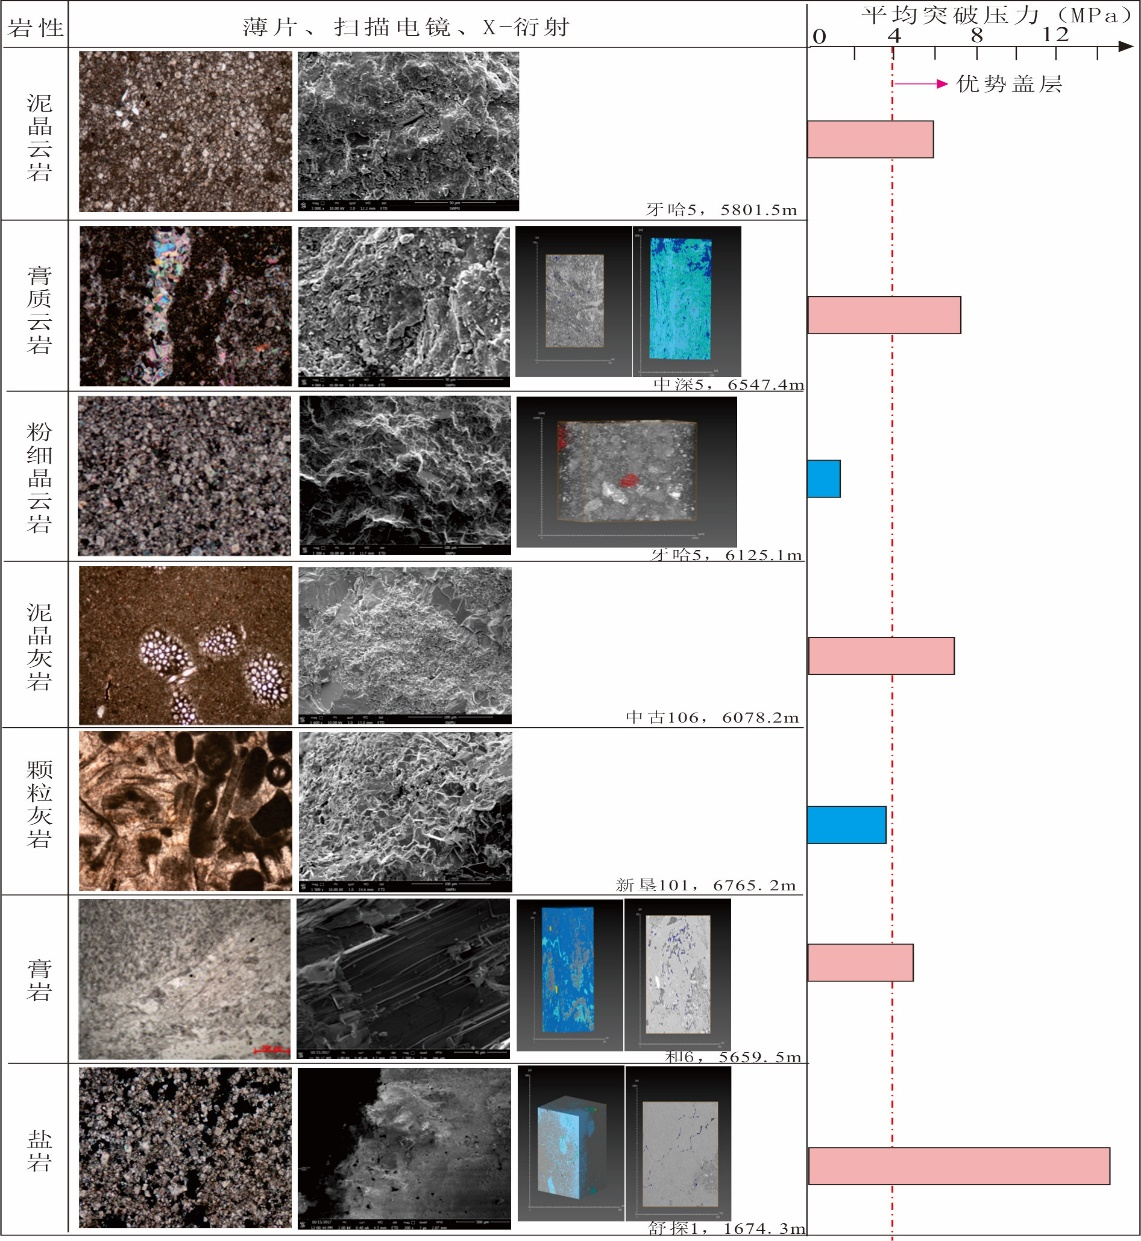 岩性
薄片、扫描电镜、X-衍射
平均突破压力（MPa）
0 4 8 12
优势盖层
泥晶云岩
牙哈5，5801.5m
膏质云岩
中深5，6547.4m
粉细晶云岩
牙哈5，6125.1m
泥晶灰岩
中古106，6078.2m
颗粒灰岩
新垦101，6765.2m
膏岩
和6，5659.5m
盐岩
舒探1，1674.3m